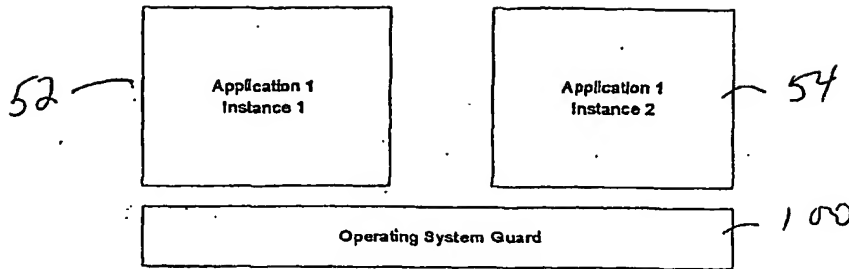 52
Application 1
Instance 1
Application 1
Instance 2
54
Operating System Guard
100